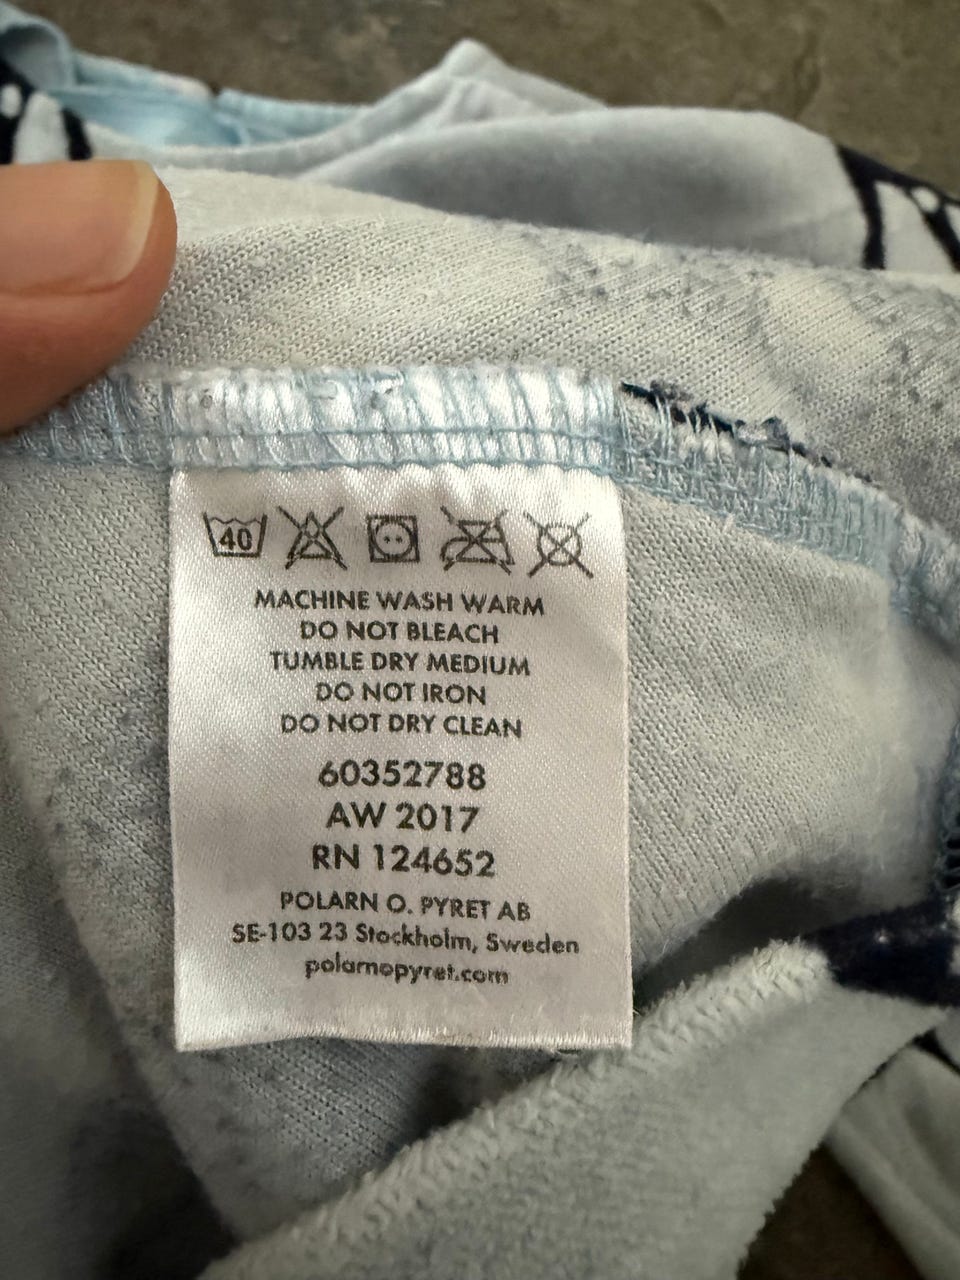 40
MACHINE WASH WARM
DO NOT BLEACH
TUMBLE DRY MEDIUM
DO NOT IRON
DO NOT DRY CLEAN
60352788
AW 2017
RN 124652
POLARN O. PYRET AB
SE-103 23 Stockholm, Sweden
polarnopyret.com